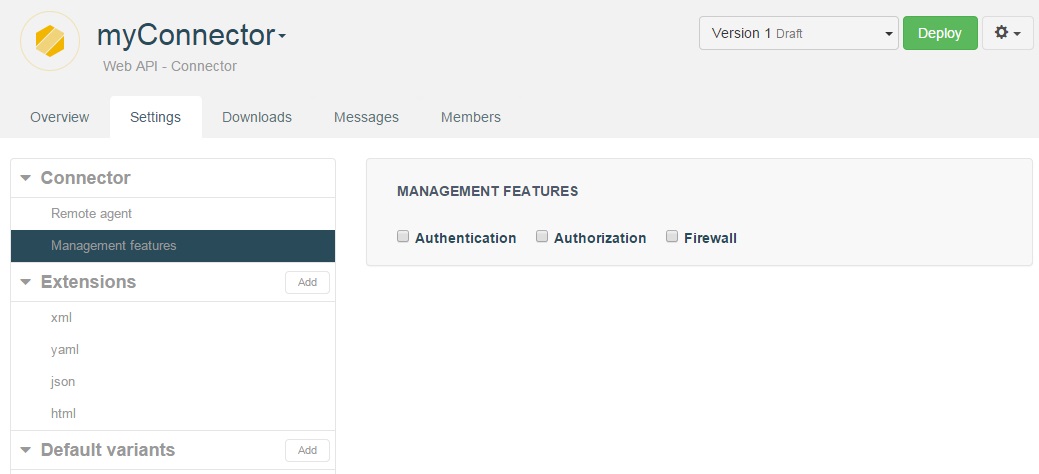 myConnector
Web API - Connector
Version 1 Draft
Deploy
Overview Settings Downloads Messages Members
Connector
Remote agent
Management features
Extensions Add
xml
yaml
json
html
Default variants Add
MANAGEMENT FEATURES
Authentication Authorization Firewall